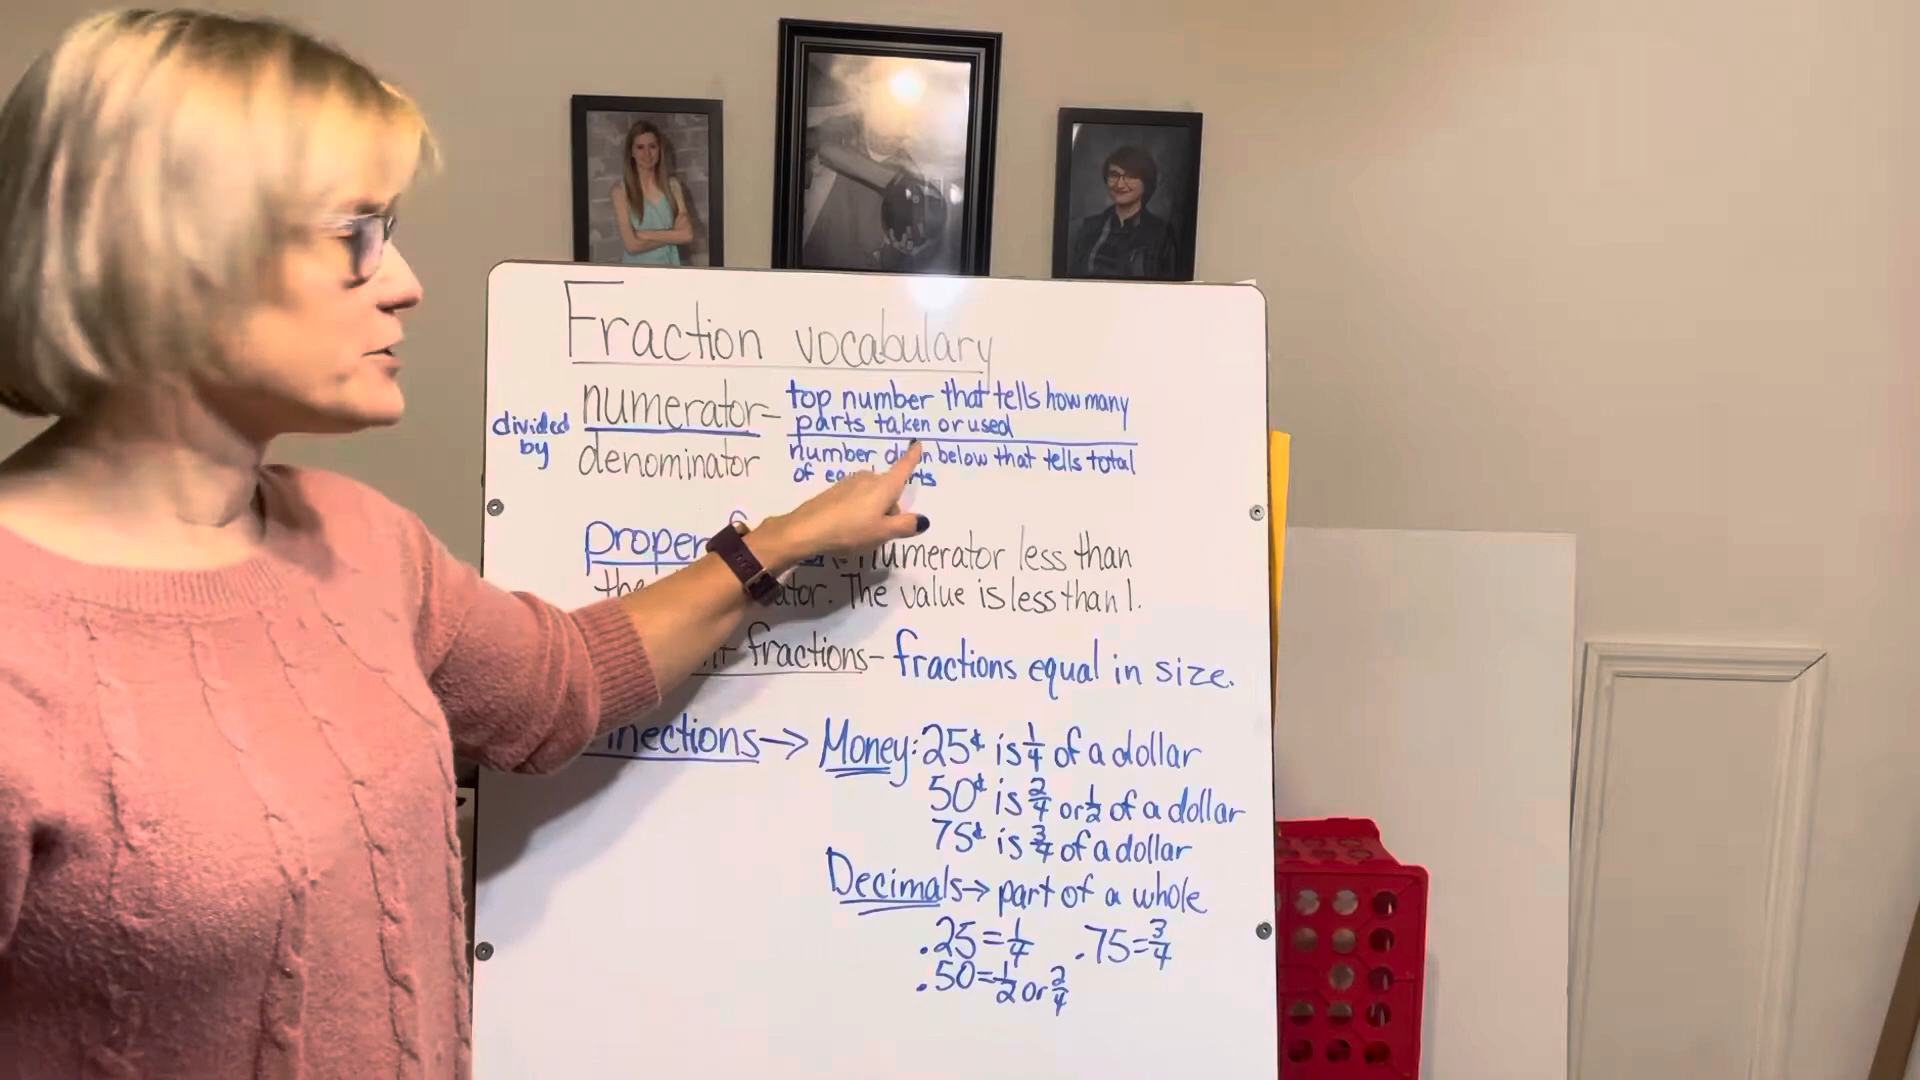 Fraction vocabulary
numerator- top number that tells how many
parts taken or used
divided by
denominator number below that tells total
of
proper numerator less than
the The value is less than 1.
fractions- fractions equal in size.
→ Money: 25¢ is 1/4 of a dollar
50¢ is 2/4 or 1/2 of a dollar
75¢ is 3/4 of a dollar
Decimals→ part of a whole
.25=1/4 .75=3/4
.50=1/2 or 2/4